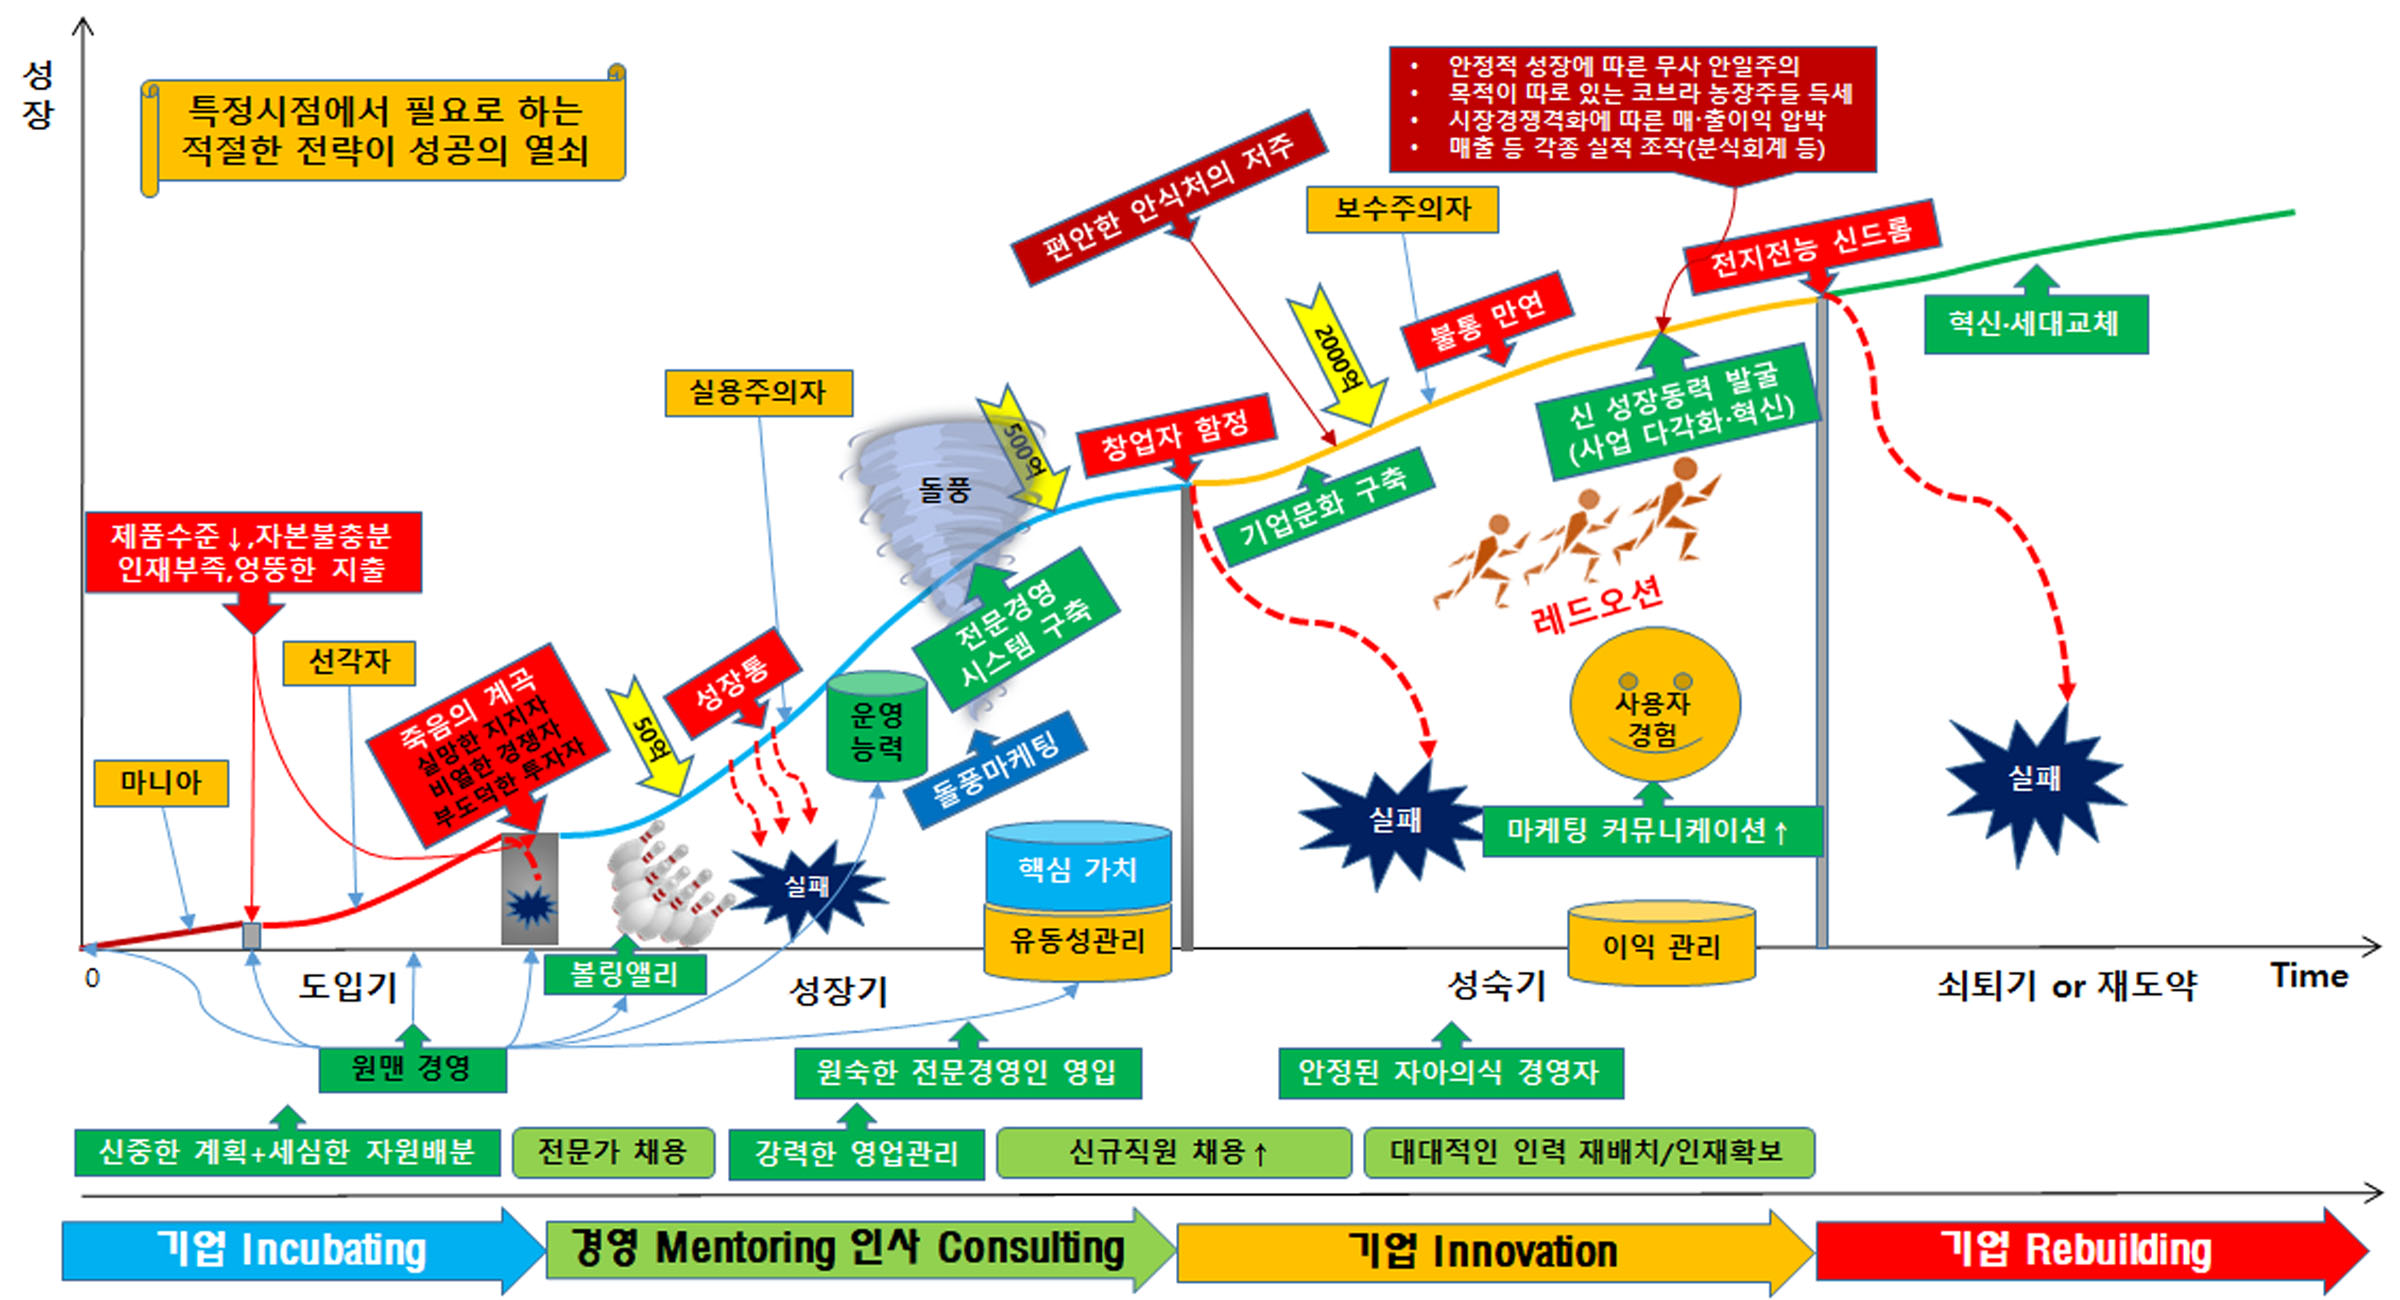 성
장
특정시점에서 필요로 하는
적절한 전략이 성공의 열쇠
• 안정적 성장에 따른 무사 안일주의
• 목적이 따로 있는 코브라 농장주들 득세
• 시장경쟁격화에 따른 매·출이익 압박
• 매출 등 각종 실적 조작(분식회계 등)
편안한 안식처의 저주
보수주의자
전지전능 신드롬
혁신·세대교체
2000억
불통 만연
신 성장동력 발굴
(사업 다각화·혁신)
실용주의자
돌풍
500억
창업자 함정
기업문화 구축
제품수준↓,자본불충분
인재부족,엉뚱한 지출
선각자
죽음의 계곡
실망한 지지자
비열한 경쟁자
부도덕한 투자자
50억
성장통
전문경영
시스템 구축
운영
능력
돌풍마케팅
레드오션
사용자
경험
마니아
실패
핵심 가치
유동성관리
실패
마케팅 커뮤니케이션↑
실패
이익 관리
0
도입기
볼링앨리
성장기
성숙기
쇠퇴기 or 재도약
Time
원맨 경영
원숙한 전문경영인 영입
안정된 자아의식 경영자
신중한 계획+세심한 자원배분
전문가 채용
강력한 영업관리
신규직원 채용↑
대대적인 인력 재배치/인재확보
기업 Incubating
경영 Mentoring 인사 Consulting
기업 Innovation
기업 Rebuilding